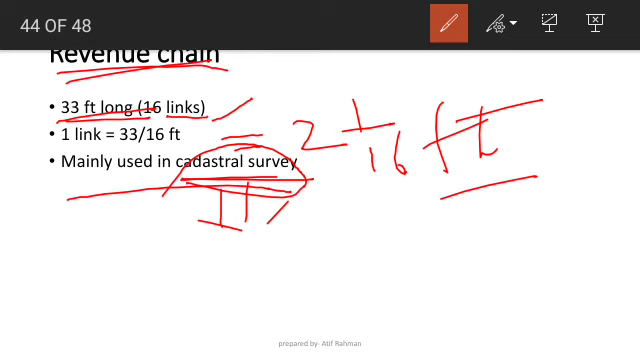 44 OF 48
Revenue chain
• 33 ft long (16 links)
• 1 link = 33/16 ft
= 2 1/16 ft
• Mainly used in cadastral survey
prepared by- Atif Rahman